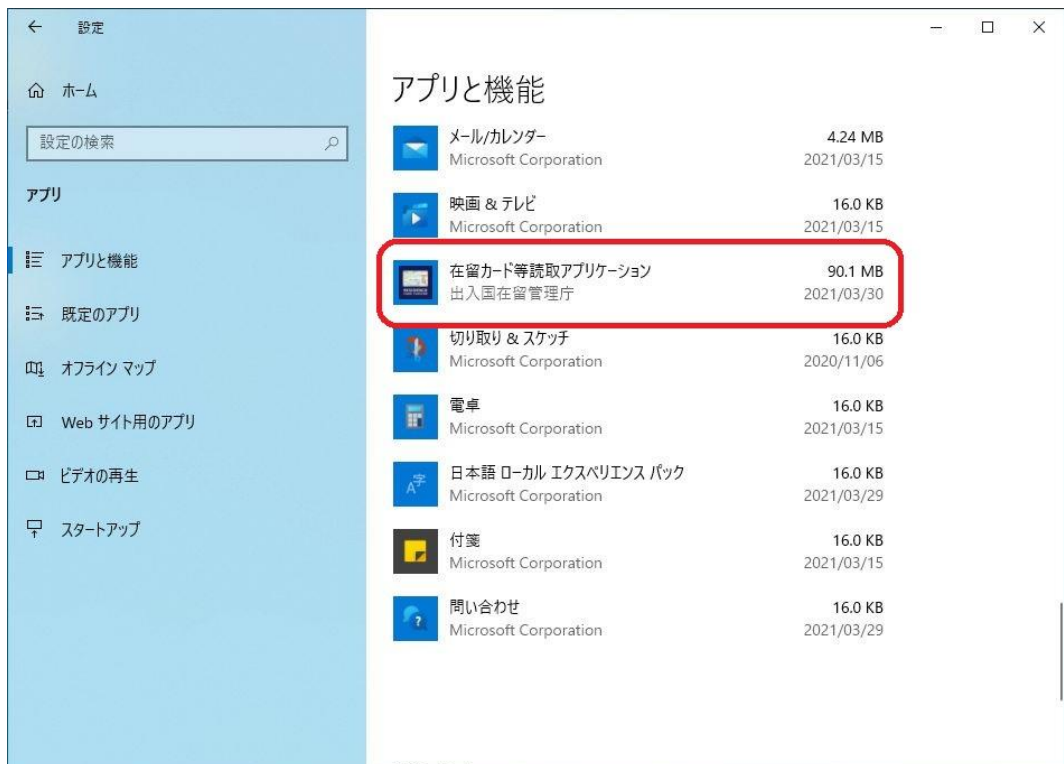 設定
ホーム
設定の検索
アプリ
アプリと機能
既定のアプリ
オフライン マップ
Web サイト用のアプリ
ビデオの再生
スタートアップ
アプリと機能
メール/カレンダー 4.24 MB
Microsoft Corporation 2021/03/15
映画 & テレビ 16.0 KB
Microsoft Corporation 2021/03/15
在留カード等読取アプリケーション 90.1 MB
出入国在留管理庁 2021/03/30
切り取り & スケッチ 16.0 KB
Microsoft Corporation 2020/11/06
電卓 16.0 KB
Microsoft Corporation 2021/03/15
日本語 ローカル エクスペリエンス パック 16.0 KB
Microsoft Corporation 2021/03/29
付箋 16.0 KB
Microsoft Corporation 2021/03/15
問い合わせ 16.0 KB
Microsoft Corporation 2021/03/29